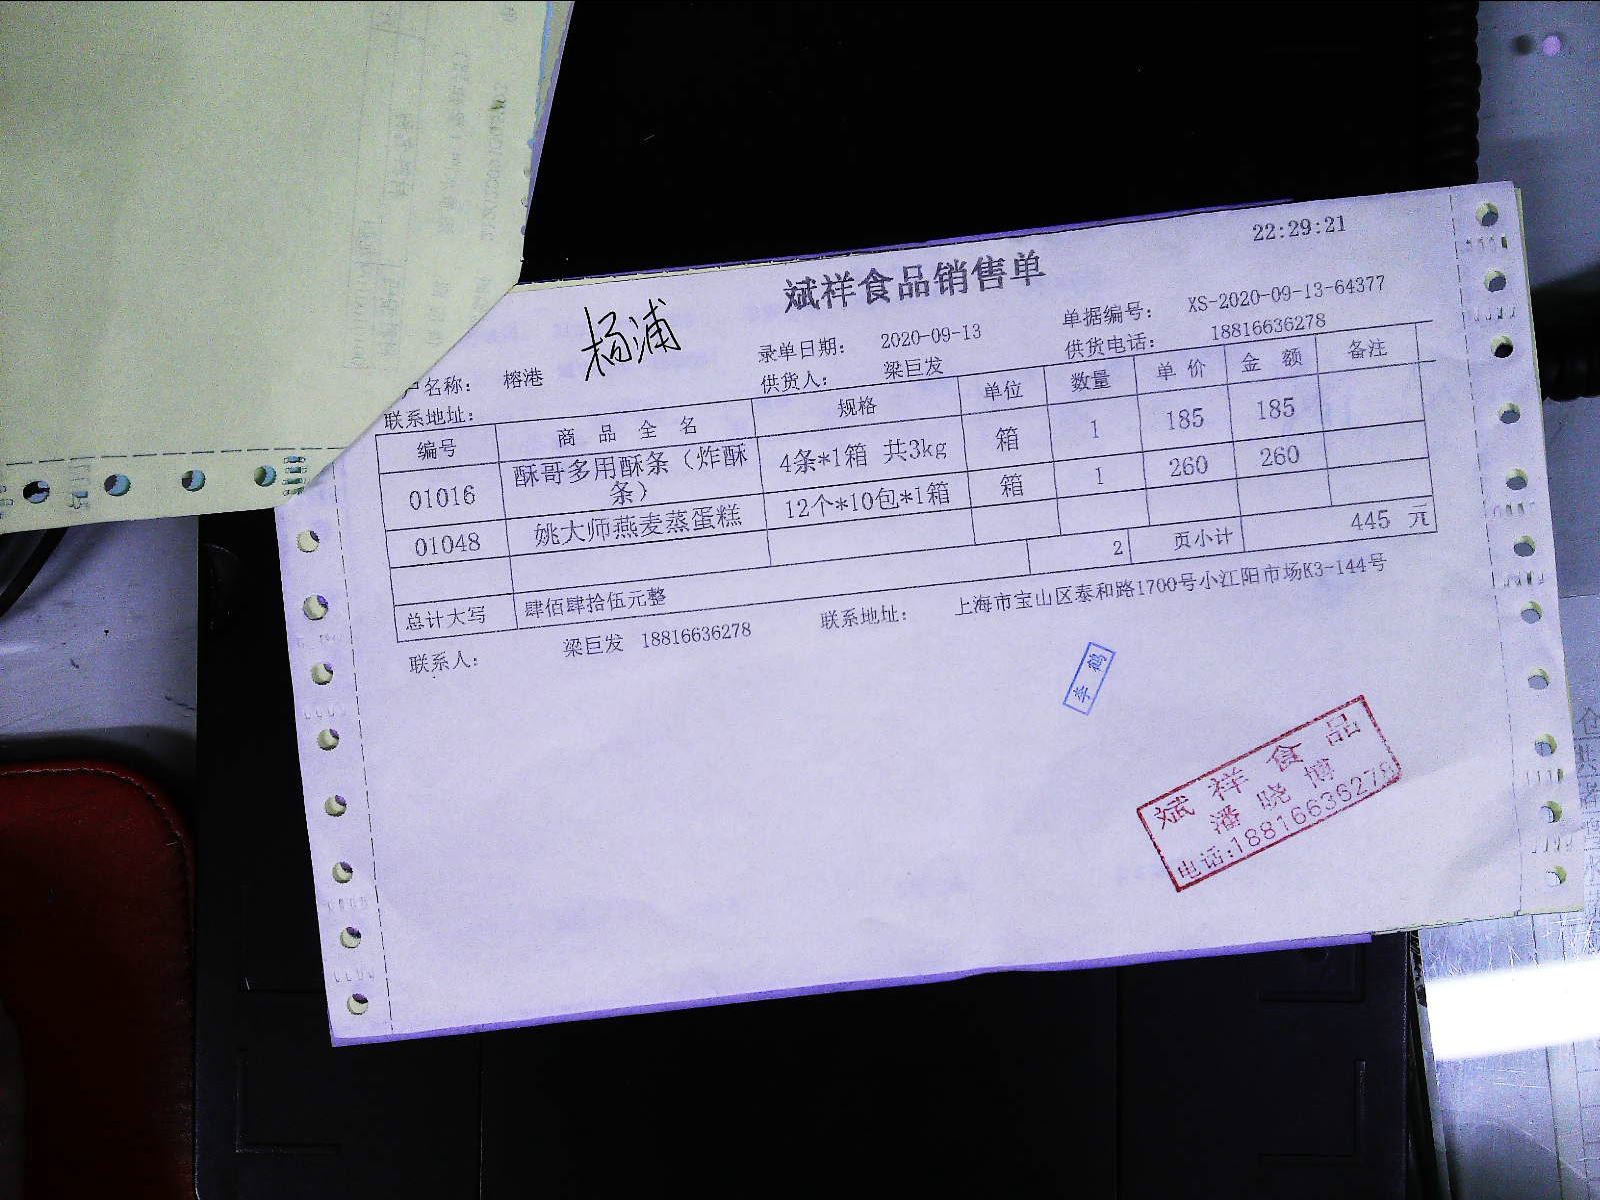 22:29:21
斌祥食品销售单
杨浦
户名称： 榕港 录单日期： 2020-09-13 单据编号： XS-2020-09-13-64377
联系地址： 供货人： 梁巨发 供货电话： 18816636278
编号 商 品 全 名 规格 单位 数量 单 价 金 额 备注
01016 酥哥多用酥条（炸酥条） 4条*1箱 共3kg 箱 1 185 185
01048 姚大师燕麦蒸蛋糕 12个*10包*1箱 箱 1 260 260
总计大写 肆佰肆拾伍元整 2 页小计 445 元
联系人： 梁巨发 18816636278 联系地址： 上海市宝山区泰和路1700号小江阳市场K3-144号
李鹤
斌祥食品
潘晓博
电话:18816636278